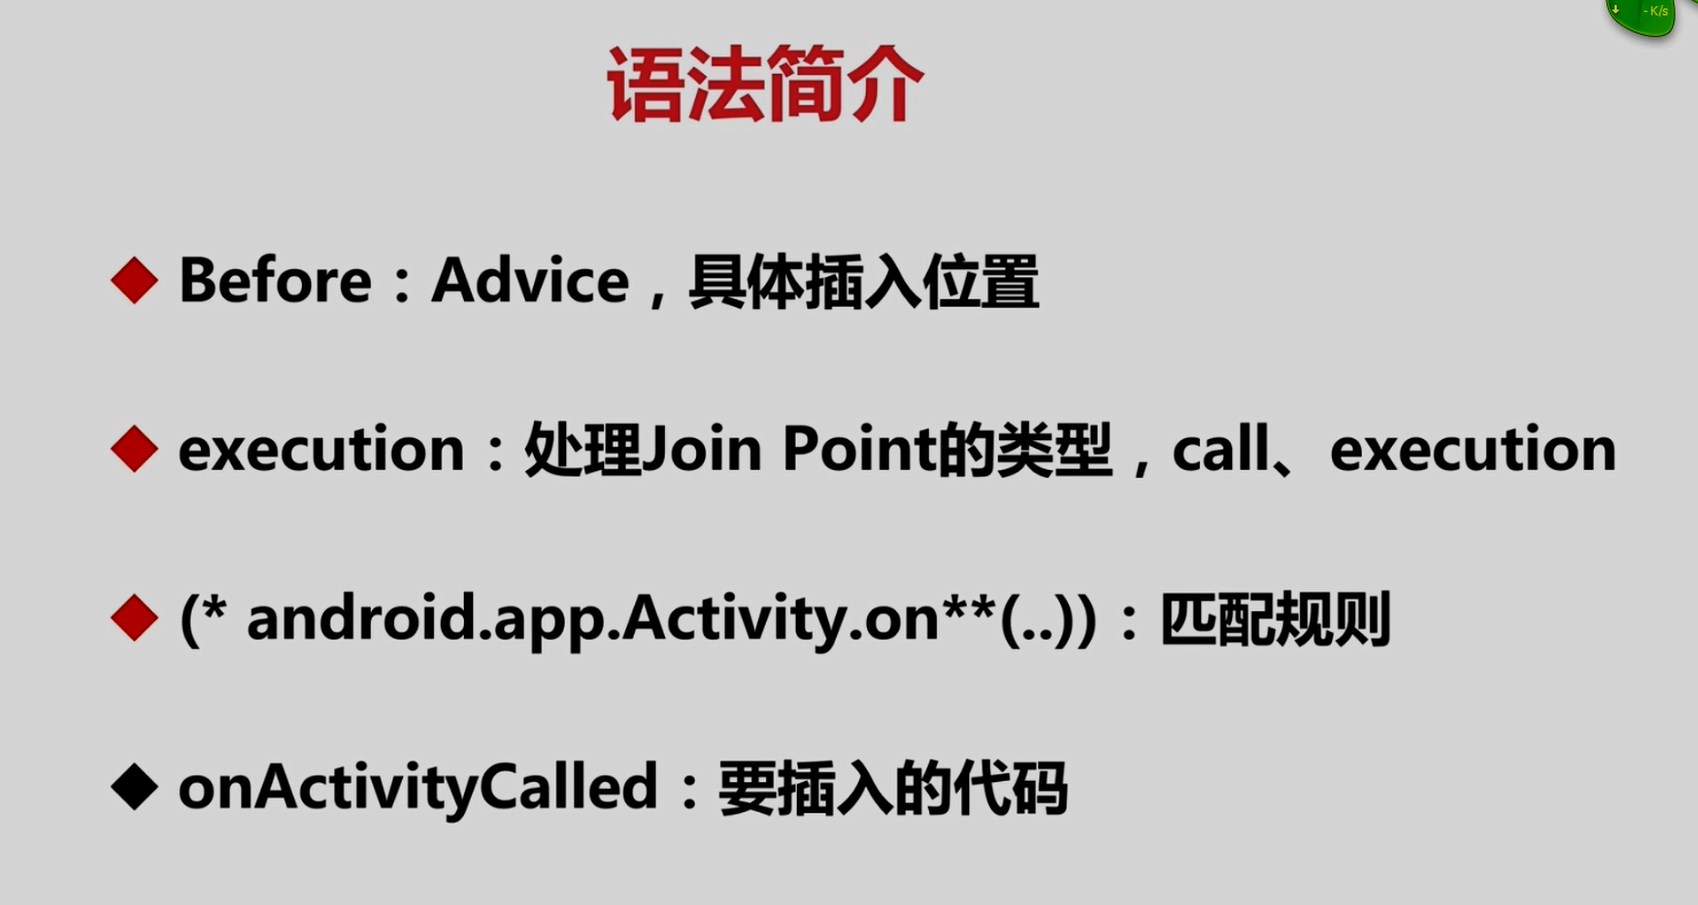 -K/s
语法简介
Before：Advice，具体插入位置
execution：处理Join Point的类型，call、execution
(* android.app.Activity.on**(..))：匹配规则
onActivityCalled：要插入的代码